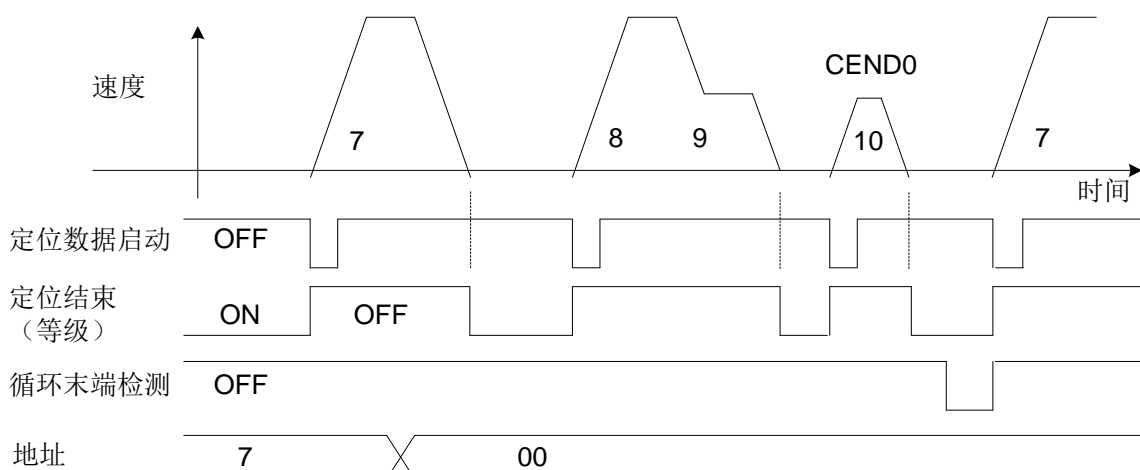 CEND0
速度
7
8
9
10
7
时间
定位数据启动
OFF
定位结束
（等级）
ON
OFF
循环末端检测
OFF
地址
7
00